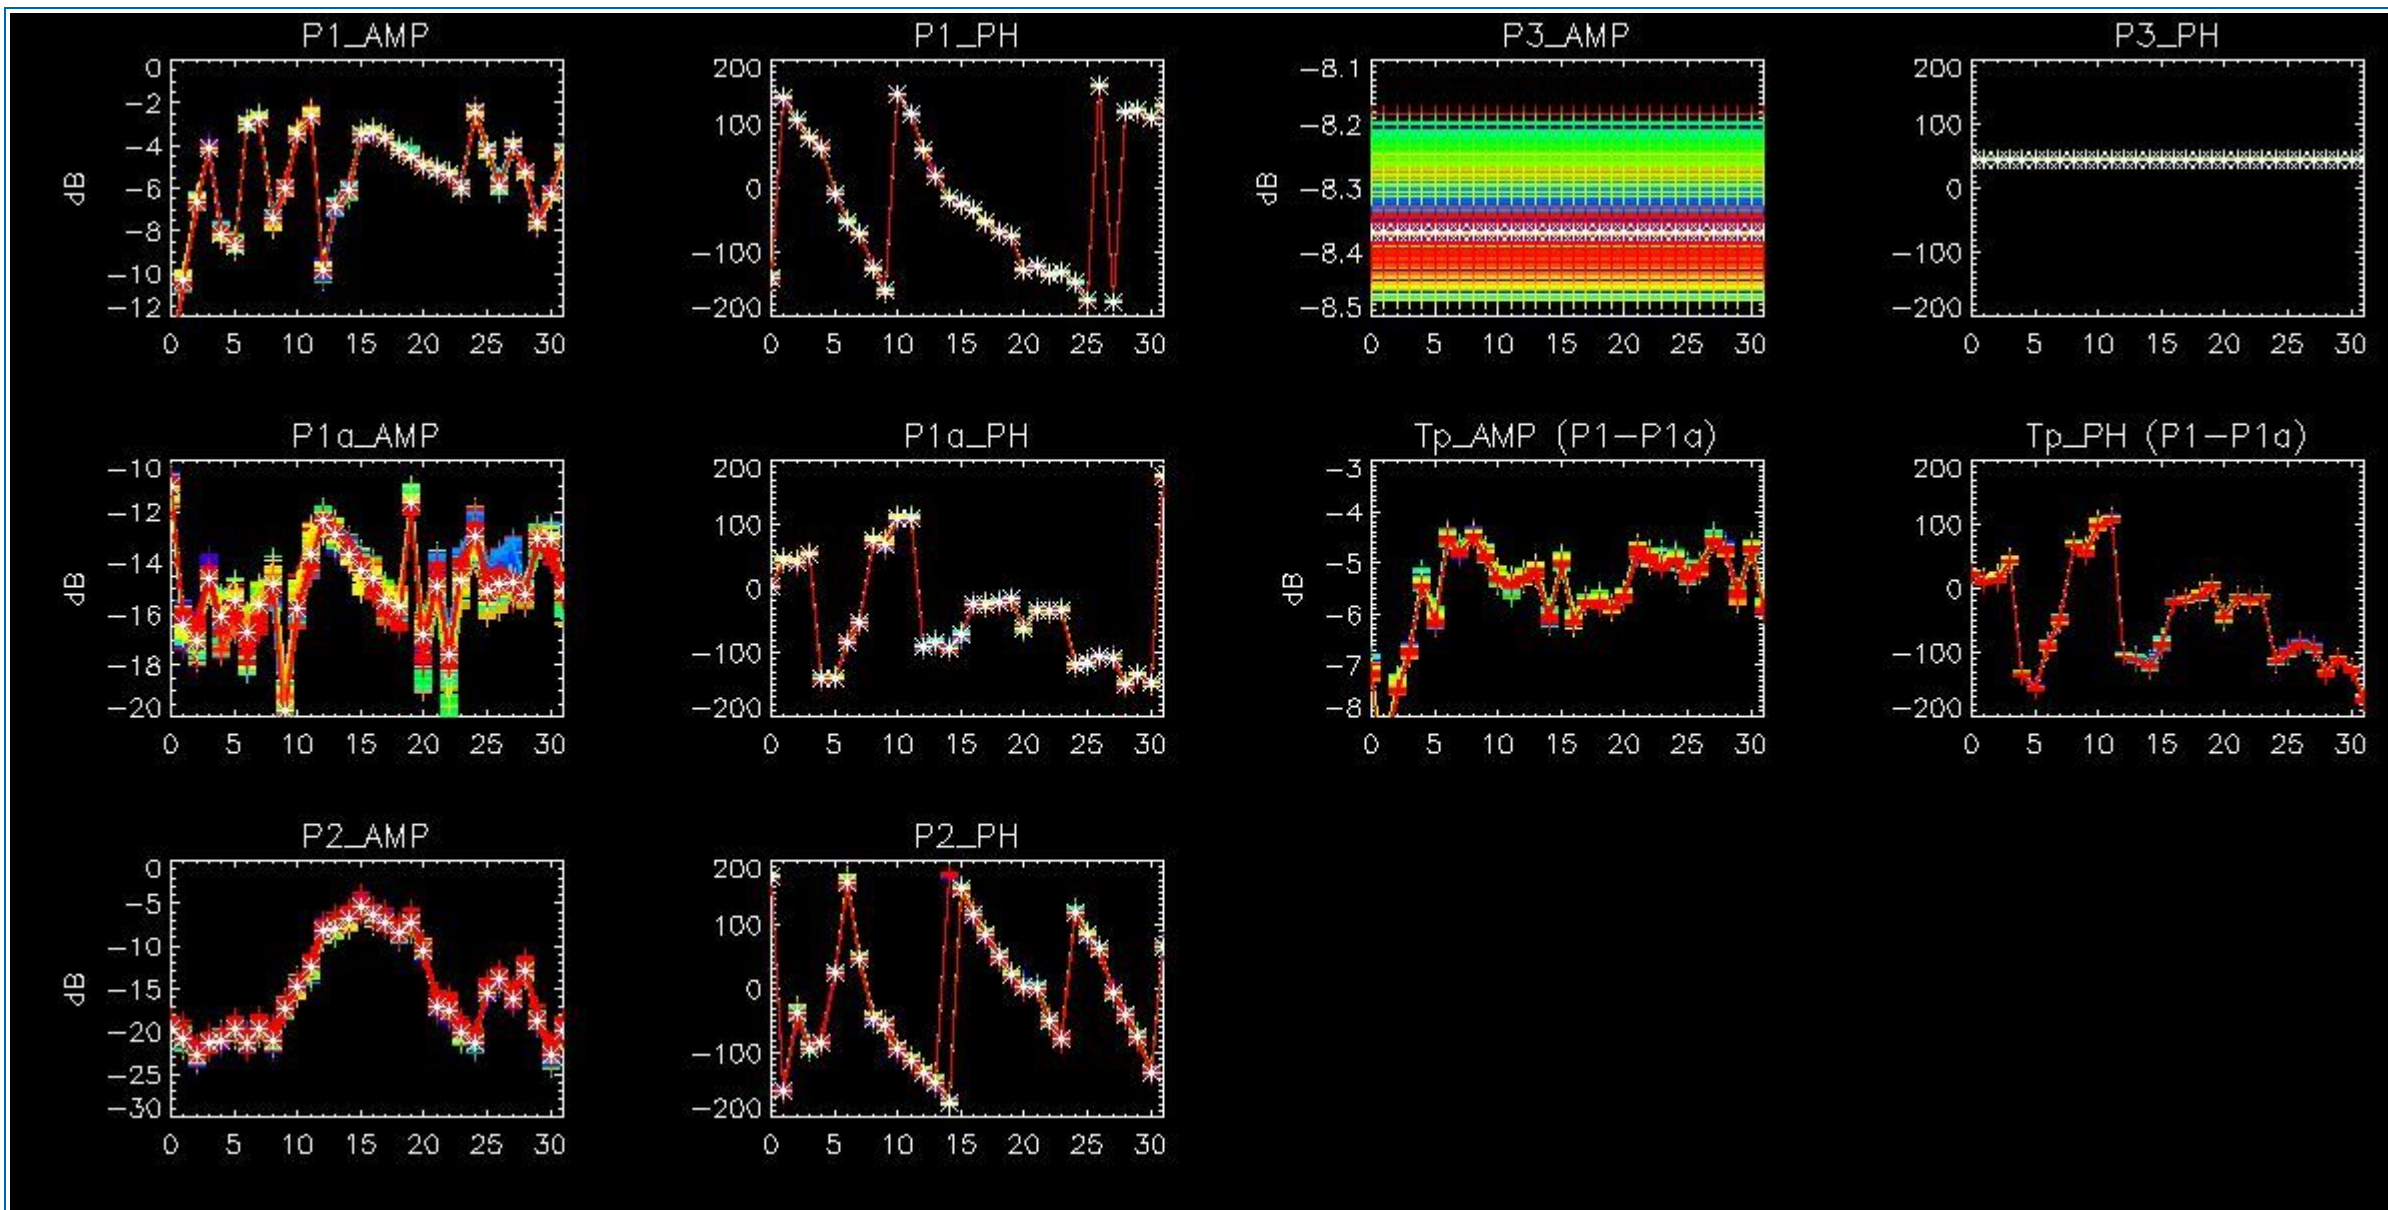 P1_AMP
0
−2
−4
−6
−8
−10
−12
dB
0 5 10 15 20 25 30
P1_PH
200
100
0
−100
−200
0 5 10 15 20 25 30
P3_AMP
−8.1
−8.2
−8.3
−8.4
−8.5
dB
0 5 10 15 20 25 30
P3_PH
200
100
0
−100
−200
0 5 10 15 20 25 30
P1a_AMP
−10
−12
−14
−16
−18
−20
dB
0 5 10 15 20 25 30
P1a_PH
200
100
0
−100
−200
0 5 10 15 20 25 30
Tp_AMP (P1−P1a)
−3
−4
−5
−6
−7
−8
dB
0 5 10 15 20 25 30
Tp_PH (P1−P1a)
200
100
0
−100
−200
0 5 10 15 20 25 30
P2_AMP
0
−5
−10
−15
−20
−25
−30
dB
0 5 10 15 20 25 30
P2_PH
200
100
0
−100
−200
0 5 10 15 20 25 30